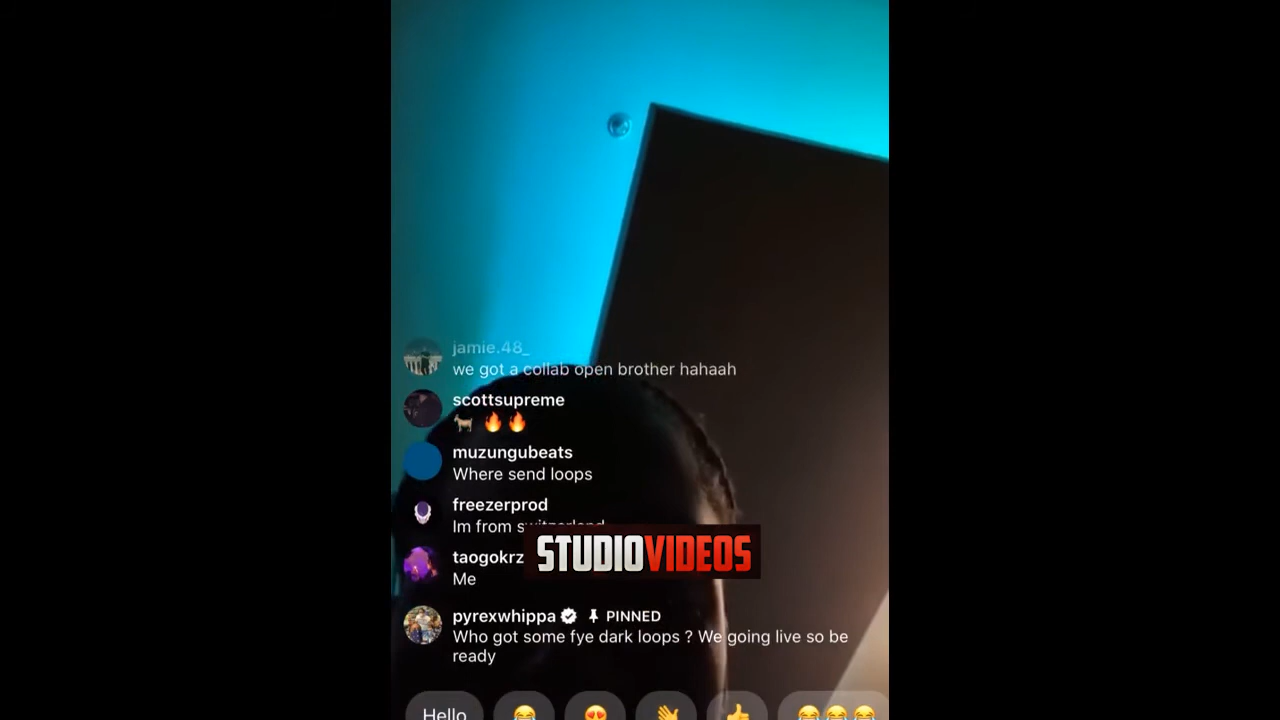 jamie.48_
we got a collab open brother hahaah
scottsupreme
🐐 🔥🔥
muzungubeats
Where send loops
freezerprod
Im from switzerland
taogokrz
STUDIOVIDEOS
Me
pyrexwhippa PINNED
Who got some fye dark loops ? We going live so be
ready
Hello 😂 😍 👋 👍 😂😂😂